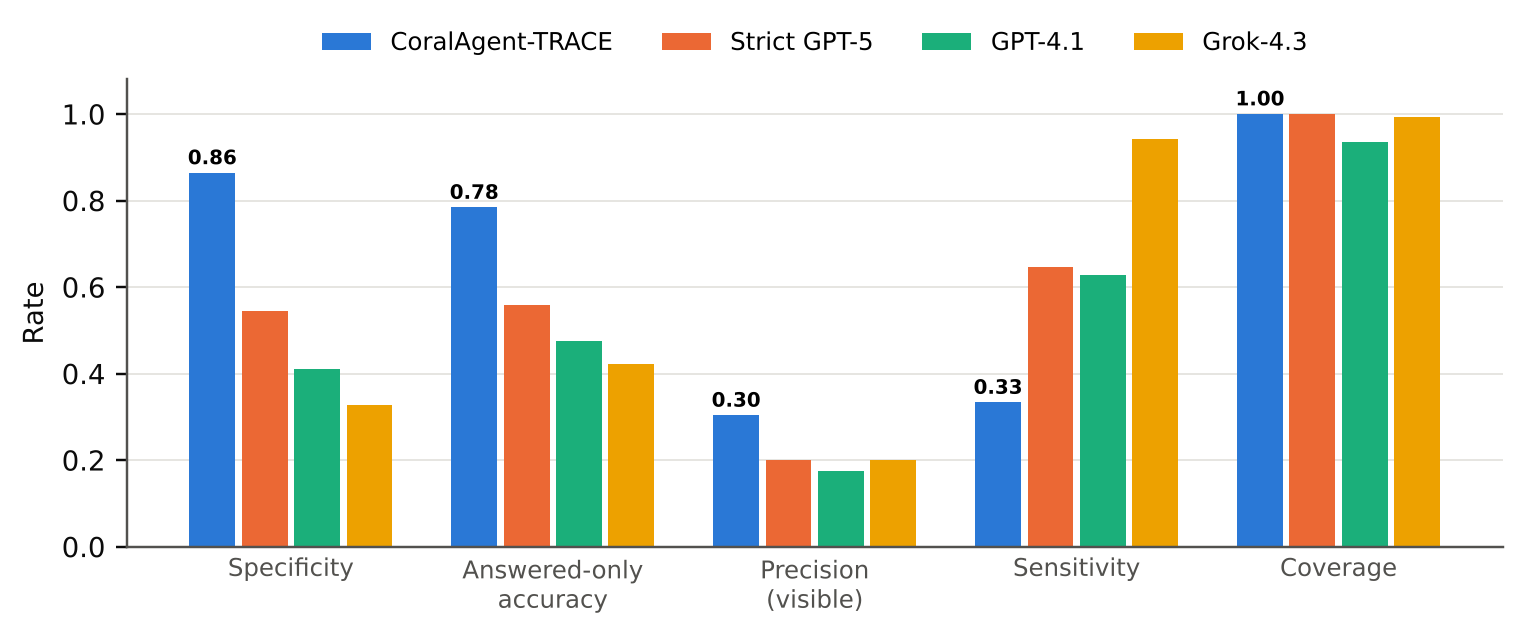 CoralAgent-TRACE Strict GPT-5 GPT-4.1 Grok-4.3
Rate
1.0
0.8
0.6
0.4
0.2
0.0
0.86
0.78
0.30
0.33
1.00
Specificity
Answered-only
accuracy
Precision
(visible)
Sensitivity
Coverage